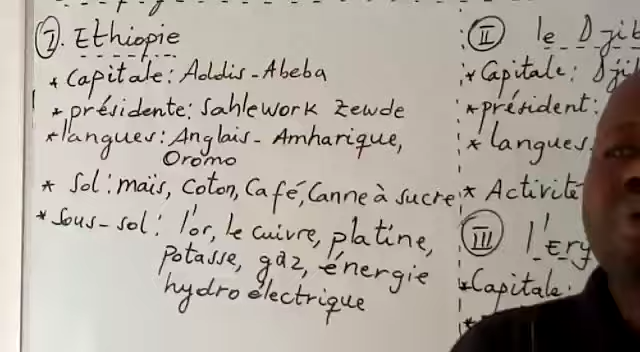 I. Ethiopie
* Capitale: Addis-Abeba
* présidente: Sahlework Zewde
* langues: Anglais - Amharique,
Oromo
* Sol: maïs, Coton, Café, Canne à sucre
* Sous-sol: l'or, le cuivre, platine,
potasse, gaz, énergie
hydroélectrique
II le Djib
* Capitale: Dji
* président:
* langues
* Activité
III l'Ery
* Capitale: